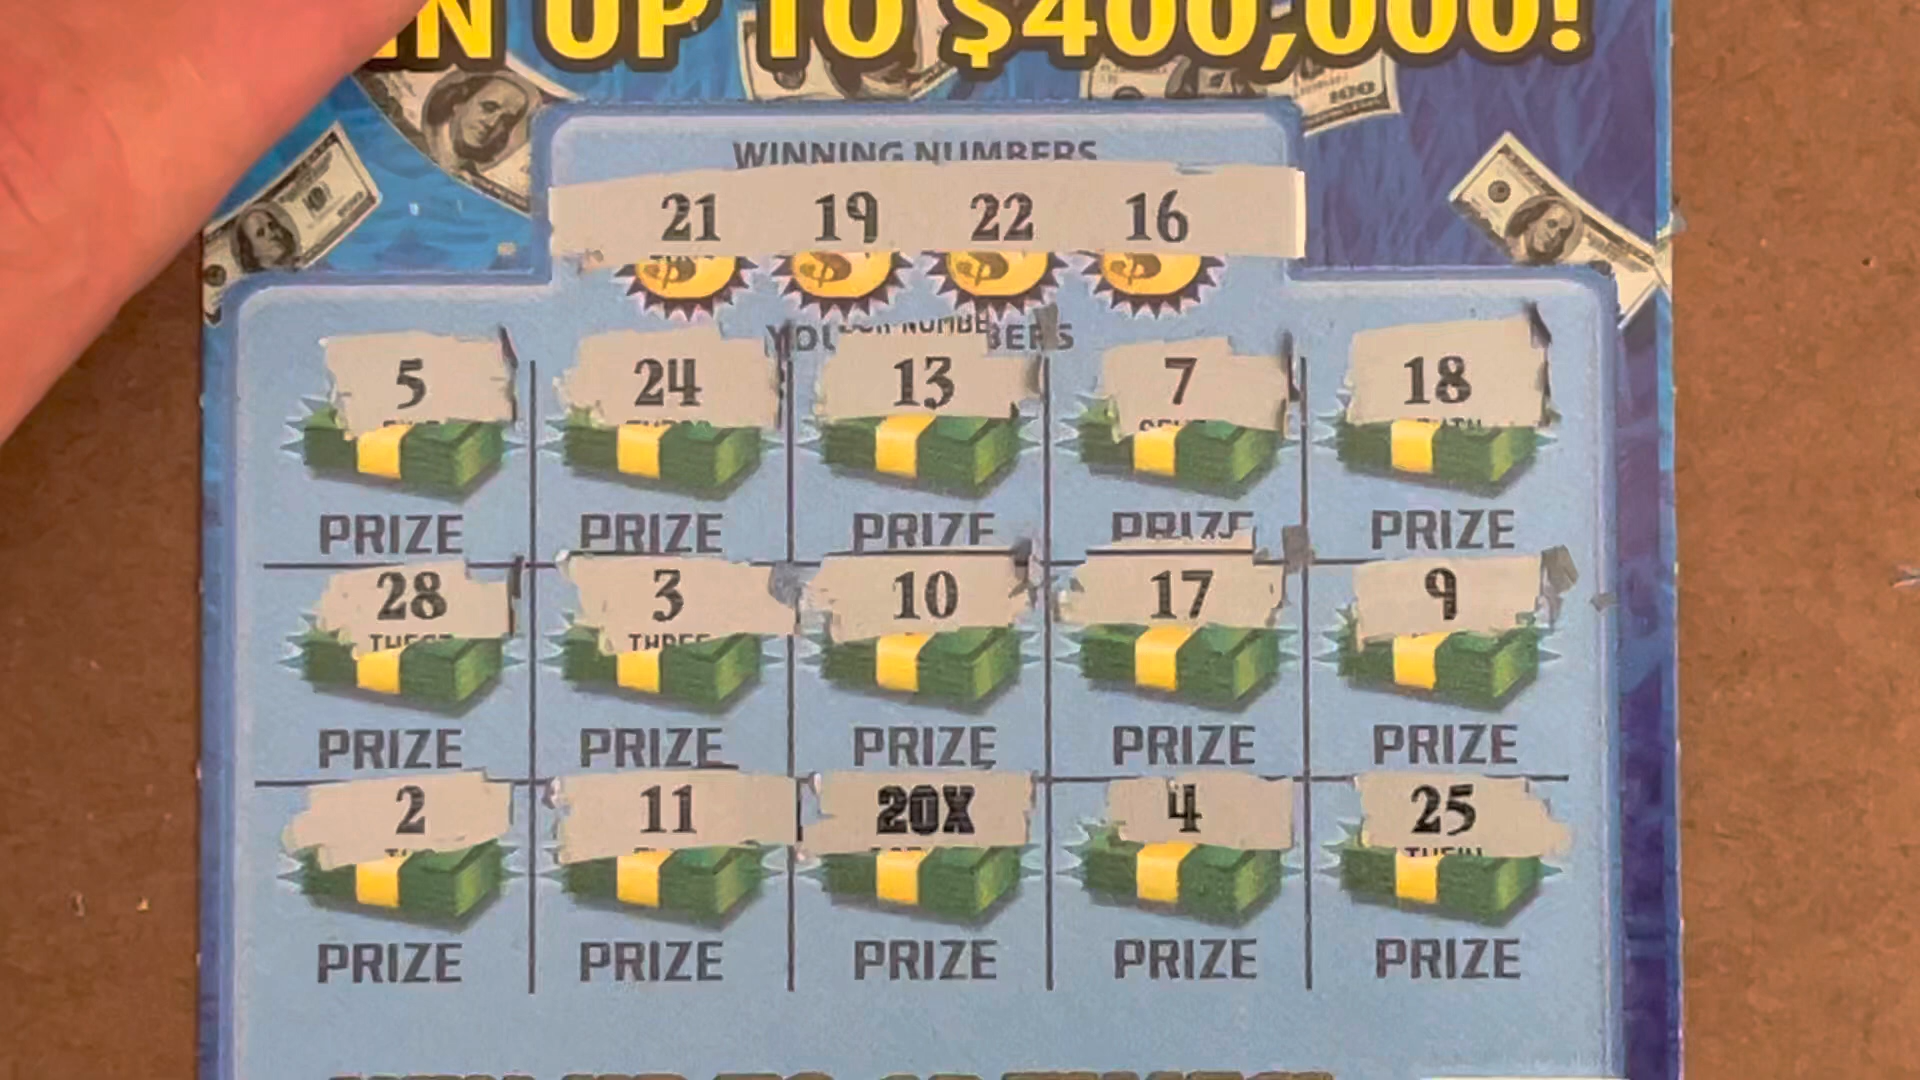 UP TO $400,000!
WINNING NUMBERS
21 19 22 16
5 24 13 7 18
PRIZE PRIZE PRIZE PRIZE PRIZE
28 3 10 17 9
THREE
PRIZE PRIZE PRIZE PRIZE PRIZE
2 11 20X 4 25
PRIZE PRIZE PRIZE PRIZE PRIZE